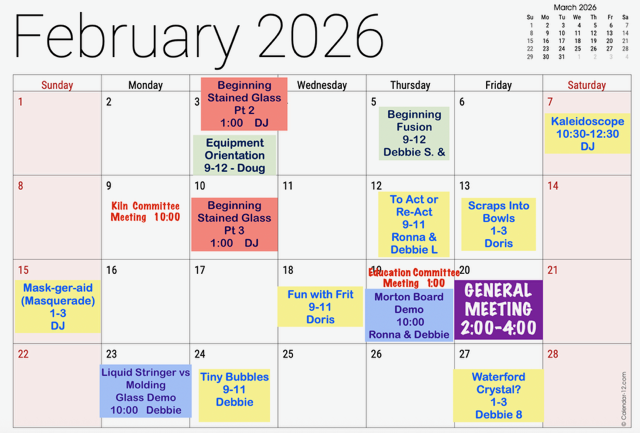 February 2026
March 2026
Su Mo Tu We Th Fr Sa
1 2 3 4 5 6 7
8 9 10 11 12 13 14
15 16 17 18 19 20 21
22 23 24 25 26 27 28
29 30 31 1 2 3 4
Sunday Monday Wednesday Thursday Friday Saturday
1
2
3
Beginning
Stained Glass
Pt 2
1:00 DJ
Equipment
Orientation
9-12 - Doug
5
Beginning
Fusion
9-12
Debbie S. &
6
7
Kaleidoscope
10:30-12:30
DJ
8
9
Kiln Committee
Meeting 10:00
10
Beginning
Stained Glass
Pt 3
1:00 DJ
11
12
To Act or
Re-Act
9-11
Ronna &
Debbie L
13
Scraps Into
Bowls
1-3
Doris
14
15
Mask-ger-aid
(Masquerade)
1-3
DJ
16
17
18
Fun with Frit
9-11
Doris
19
Education Committee
Meeting 1:00
Morton Board
Demo
10:00
Ronna & Debbie
20
GENERAL
MEETING
2:00-4:00
21
22
23
Liquid Stringer vs
Molding
Glass Demo
10:00 Debbie
24
Tiny Bubbles
9-11
Debbie
25
26
27
Waterford
Crystal?
1-3
Debbie 8
28
© Calendar-12.com